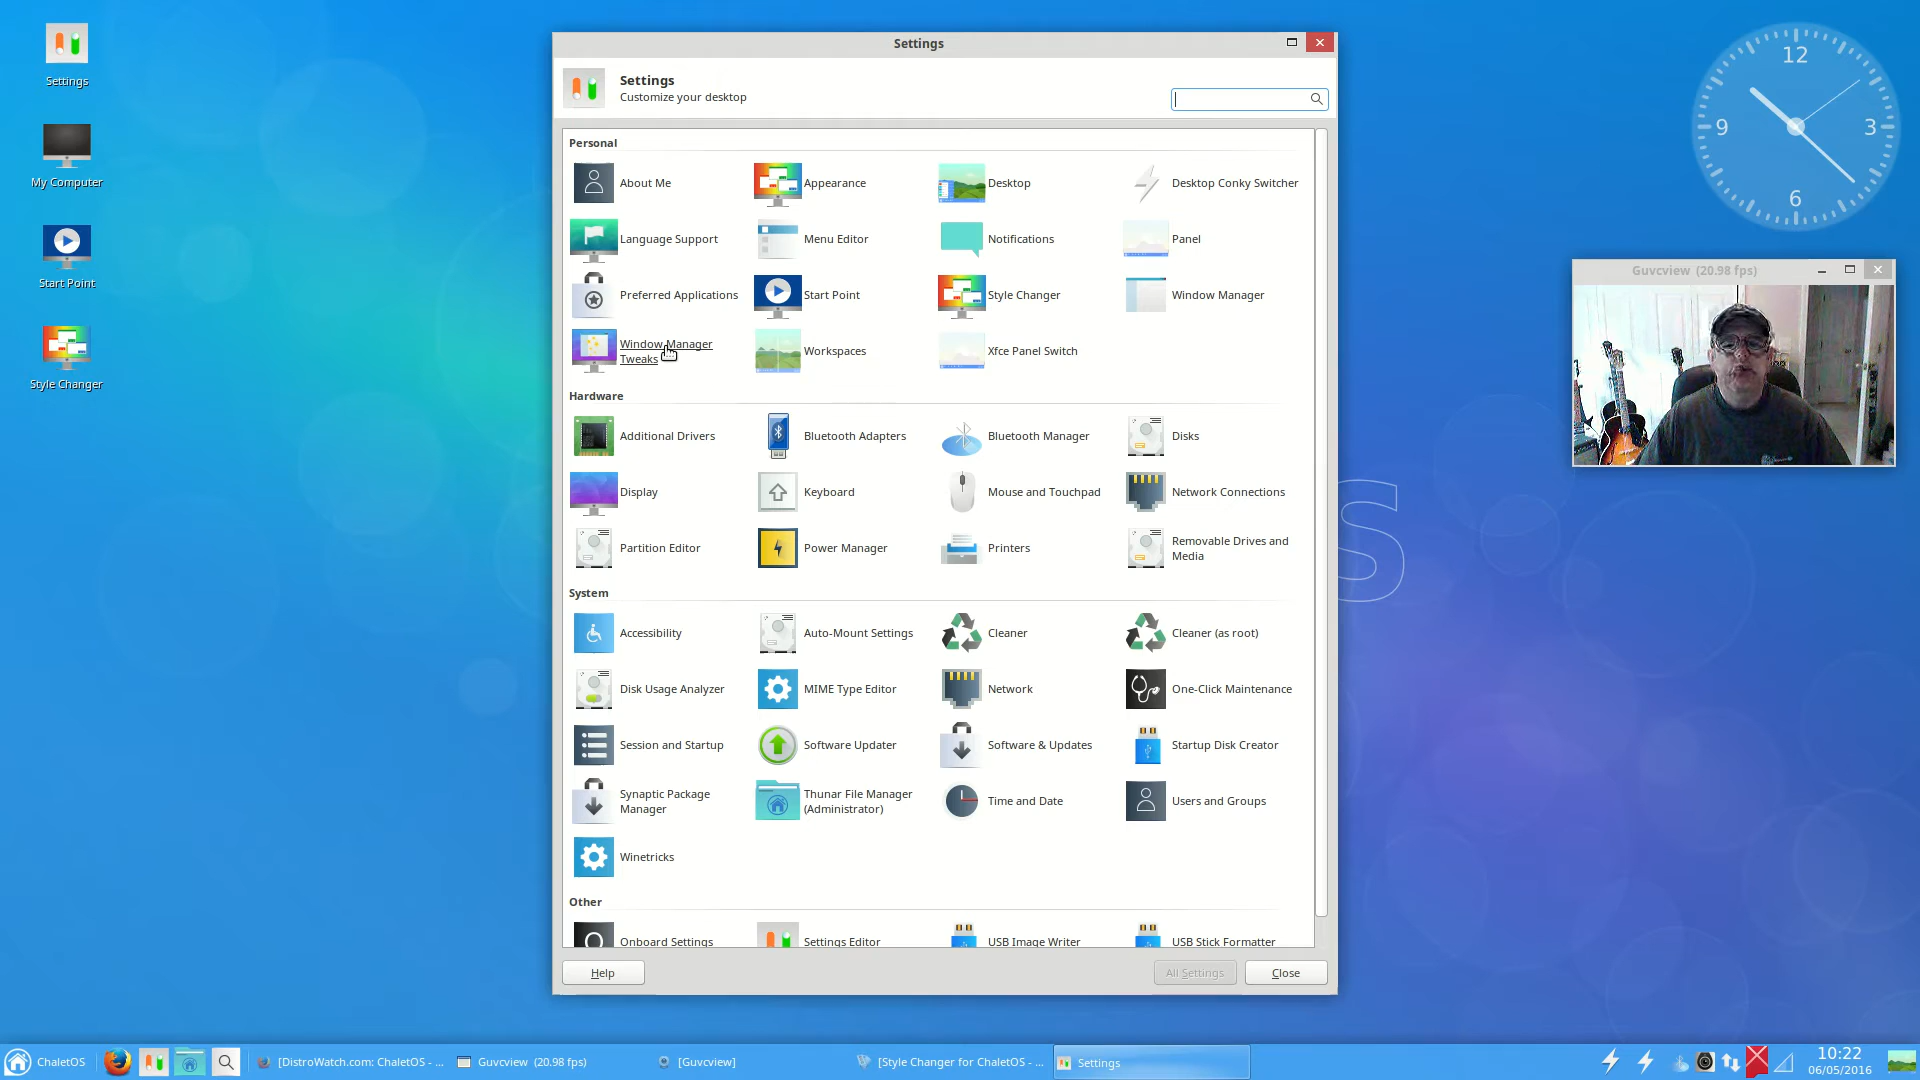 Settings
My Computer
Start Point
Style Changer
Settings
Settings
Customize your desktop
Personal
About Me
Appearance
Desktop
Desktop Conky Switcher
Language Support
Menu Editor
Notifications
Panel
Preferred Applications
Start Point
Style Changer
Window Manager
Window Manager
Tweaks
Workspaces
Xfce Panel Switch
Hardware
Additional Drivers
Bluetooth Adapters
Bluetooth Manager
Disks
Display
Keyboard
Mouse and Touchpad
Network Connections
Partition Editor
Power Manager
Printers
Removable Drives and
Media
System
Accessibility
Auto-Mount Settings
Cleaner
Cleaner (as root)
Disk Usage Analyzer
MIME Type Editor
Network
One-Click Maintenance
Session and Startup
Software Updater
Software & Updates
Startup Disk Creator
Synaptic Package
Manager
Thunar File Manager
(Administrator)
Time and Date
Users and Groups
Winetricks
Other
Onboard Settings
Settings Editor
USB Image Writer
USB Stick Formatter
Help
All Settings
Close
12
9
3
6
Guvcview (20.98 fps)
S
ChaletOS
[DistroWatch.com: ChaletOS - ...
Guvcview (20.98 fps)
[Guvcview]
[Style Changer for ChaletOS - ...
Settings
10:22
06/05/2016